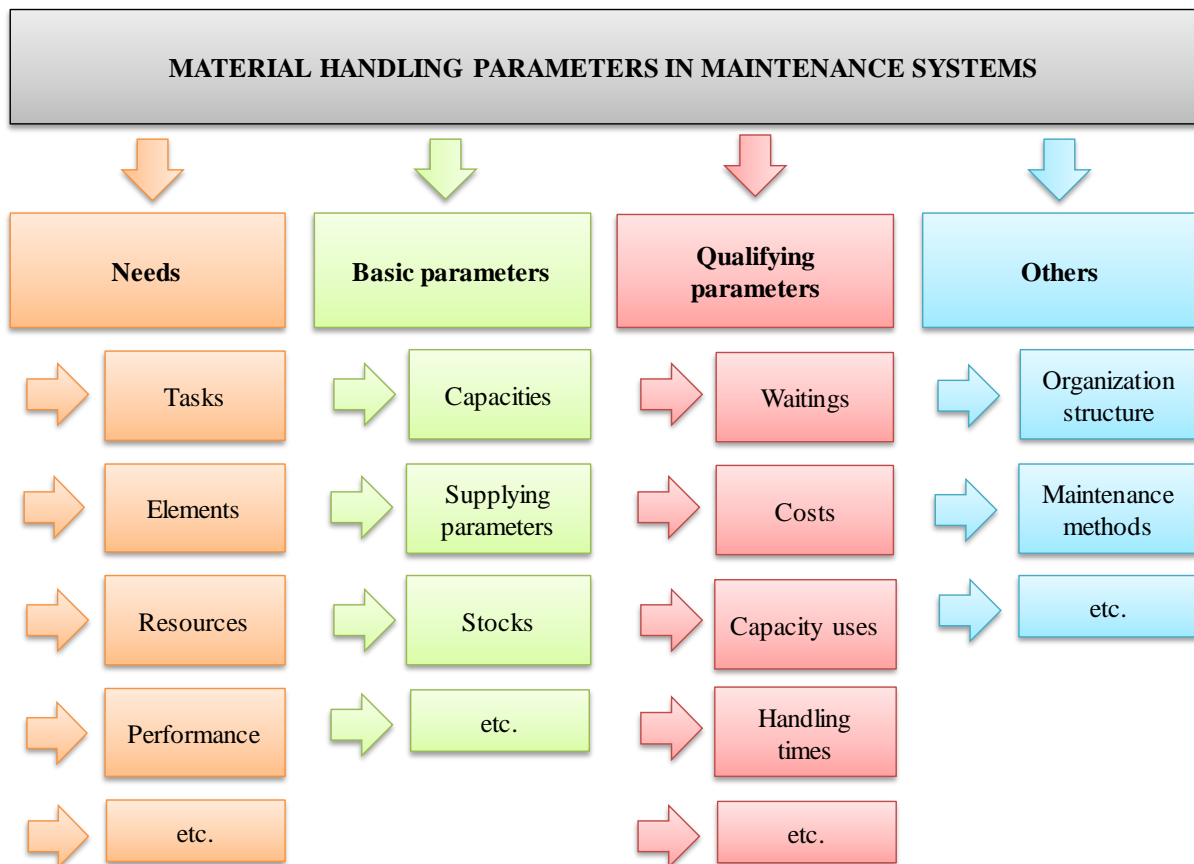 MATERIAL HANDLING PARAMETERS IN MAINTENANCE SYSTEMS
Needs
Tasks
Elements
Resources
Performance
etc.
Basic parameters
Capacities
Supplying
parameters
Stocks
etc.
Qualifying
parameters
Waitings
Costs
Capacity uses
Handling
times
etc.
Others
Organization
structure
Maintenance
methods
etc.